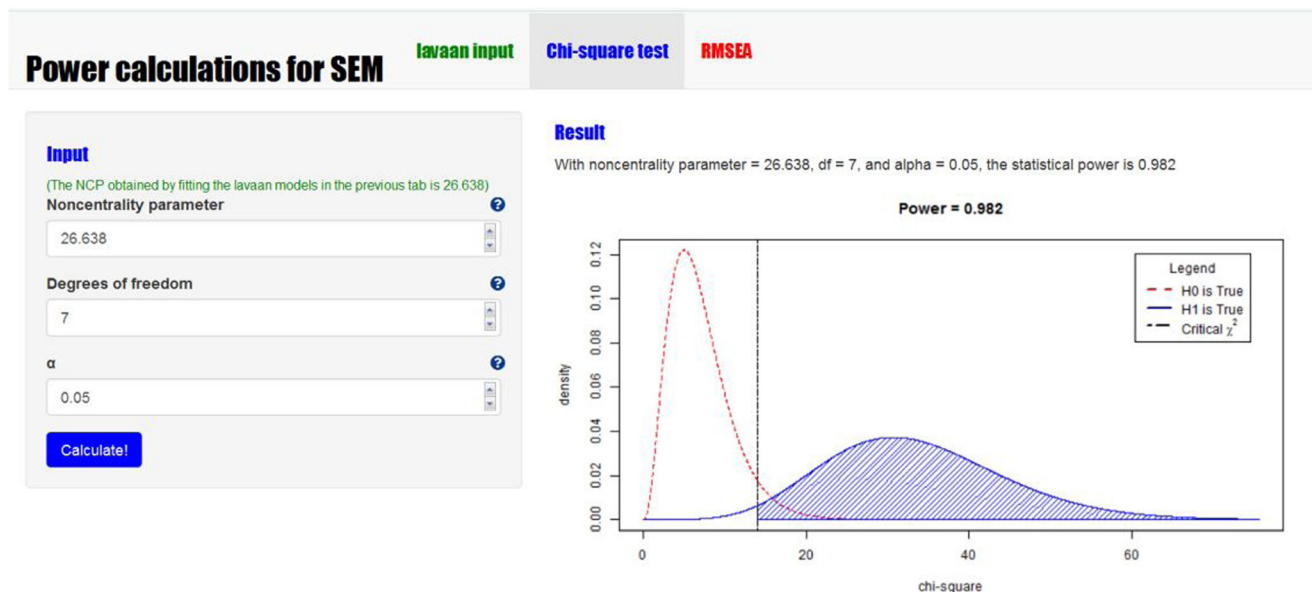 Power calculations for SEM
lavaan input
Chi-square test
RMSEA
Input
(The NCP obtained by fitting the lavaan models in the previous tab is 26.638)
Noncentrality parameter
?
26.638
Degrees of freedom
?
7
α
?
0.05
Calculate!
Result
With noncentrality parameter = 26.638, df = 7, and alpha = 0.05, the statistical power is 0.982
Power = 0.982
density
0.12
0.10
0.08
0.06
0.04
0.02
0.00
Legend
H0 is True
H1 is True
Critical χ²
0
20
40
60
chi-square